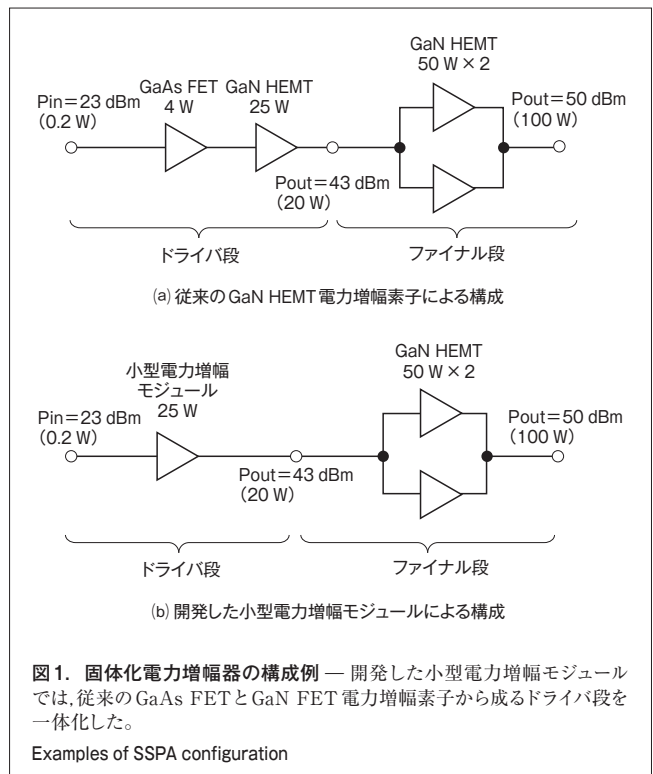 GaN HEMT
50 W × 2
GaAs FET GaN HEMT
4 W 25 W
Pin=23 dBm
(0.2 W)
Pout=50 dBm
(100 W)
Pout=43 dBm
(20 W)
ドライバ段 ファイナル段
(a) 従来のGaN HEMT電力増幅素子による構成
GaN HEMT
50 W × 2
小型電力増幅
モジュール
25 W
Pin=23 dBm
(0.2 W)
Pout=50 dBm
(100 W)
Pout=43 dBm
(20 W)
ドライバ段 ファイナル段
(b) 開発した小型電力増幅モジュールによる構成
図1. 固体化電力増幅器の構成例 — 開発した小型電力増幅モジュール
では,従来のGaAs FETとGaN FET電力増幅素子から成るドライバ段を
一体化した。
Examples of SSPA configuration